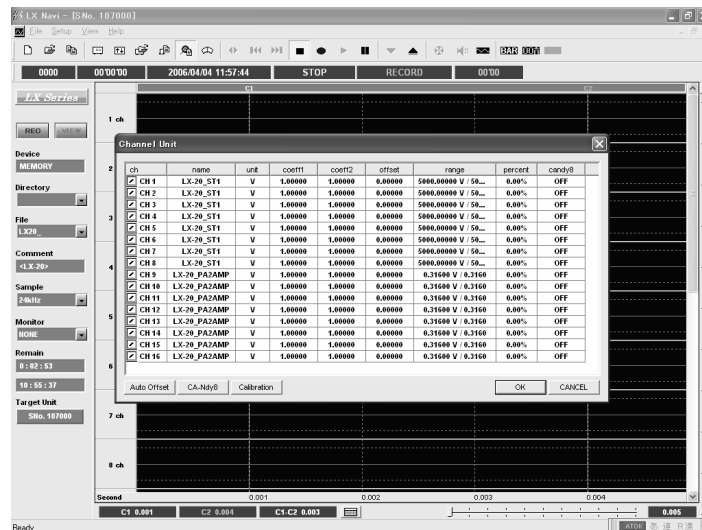 LX Navi - [SNo. 107000]
File Setup View Help
BAR
0000 00'00'00 2006/04/04 11:57:44 STOP RECORD 00'00
LX Series
C1 C2
REC VIEW
Device
MEMORY
Directory
File
LX20_
Comment
<LX-20>
Sample
24kHz
Monitor
NONE
Remain
0 : 02 : 53
10 : 55 : 37
Target Unit
SNo. 107000
1 ch
2
3
4
5
6
7 ch
8 ch
Channel Unit
ch name unit coeff1 coeff2 offset range percent candy8
CH 1 LX-20_ST1 V 1.00000 1.00000 0.00000 5000.00000 V / 50... 0.00% OFF
CH 2 LX-20_ST1 V 1.00000 1.00000 0.00000 5000.00000 V / 50... 0.00% OFF
CH 3 LX-20_ST1 V 1.00000 1.00000 0.00000 5000.00000 V / 50... 0.00% OFF
CH 4 LX-20_ST1 V 1.00000 1.00000 0.00000 5000.00000 V / 50... 0.00% OFF
CH 5 LX-20_ST1 V 1.00000 1.00000 0.00000 5000.00000 V / 50... 0.00% OFF
CH 6 LX-20_ST1 V 1.00000 1.00000 0.00000 5000.00000 V / 50... 0.00% OFF
CH 7 LX-20_ST1 V 1.00000 1.00000 0.00000 5000.00000 V / 50... 0.00% OFF
CH 8 LX-20_ST1 V 1.00000 1.00000 0.00000 5000.00000 V / 50... 0.00% OFF
CH 9 LX-20_PA2AMP V 1.00000 1.00000 0.00000 0.31600 V / 0.3160 0.00% OFF
CH 10 LX-20_PA2AMP V 1.00000 1.00000 0.00000 0.31600 V / 0.3160 0.00% OFF
CH 11 LX-20_PA2AMP V 1.00000 1.00000 0.00000 0.31600 V / 0.3160 0.00% OFF
CH 12 LX-20_PA2AMP V 1.00000 1.00000 0.00000 0.31600 V / 0.3160 0.00% OFF
CH 13 LX-20_PA2AMP V 1.00000 1.00000 0.00000 0.31600 V / 0.3160 0.00% OFF
CH 14 LX-20_PA2AMP V 1.00000 1.00000 0.00000 0.31600 V / 0.3160 0.00% OFF
CH 15 LX-20_PA2AMP V 1.00000 1.00000 0.00000 0.31600 V / 0.3160 0.00% OFF
CH 16 LX-20_PA2AMP V 1.00000 1.00000 0.00000 0.31600 V / 0.3160 0.00% OFF
Auto Offset CA-Ndy8 Calibration OK CANCEL
Second 0.001 0.002 0.003 0.004
C1 0.001 C2 0.004 C1-C2 0.003 0.005
Ready
ATOK あ 連 R 漢